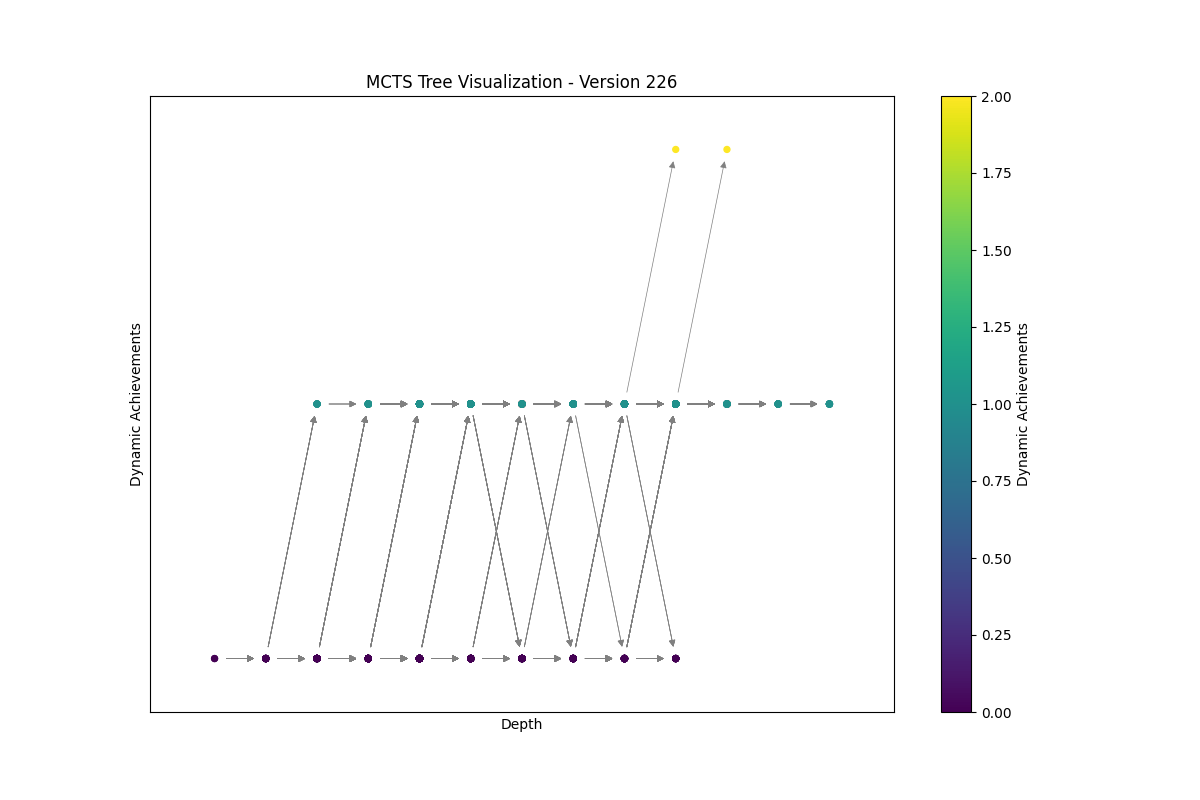 MCTS Tree Visualization - Version 226
Dynamic Achievements
Depth
2.00
1.75
1.50
1.25
1.00
0.75
0.50
0.25
0.00
Dynamic Achievements